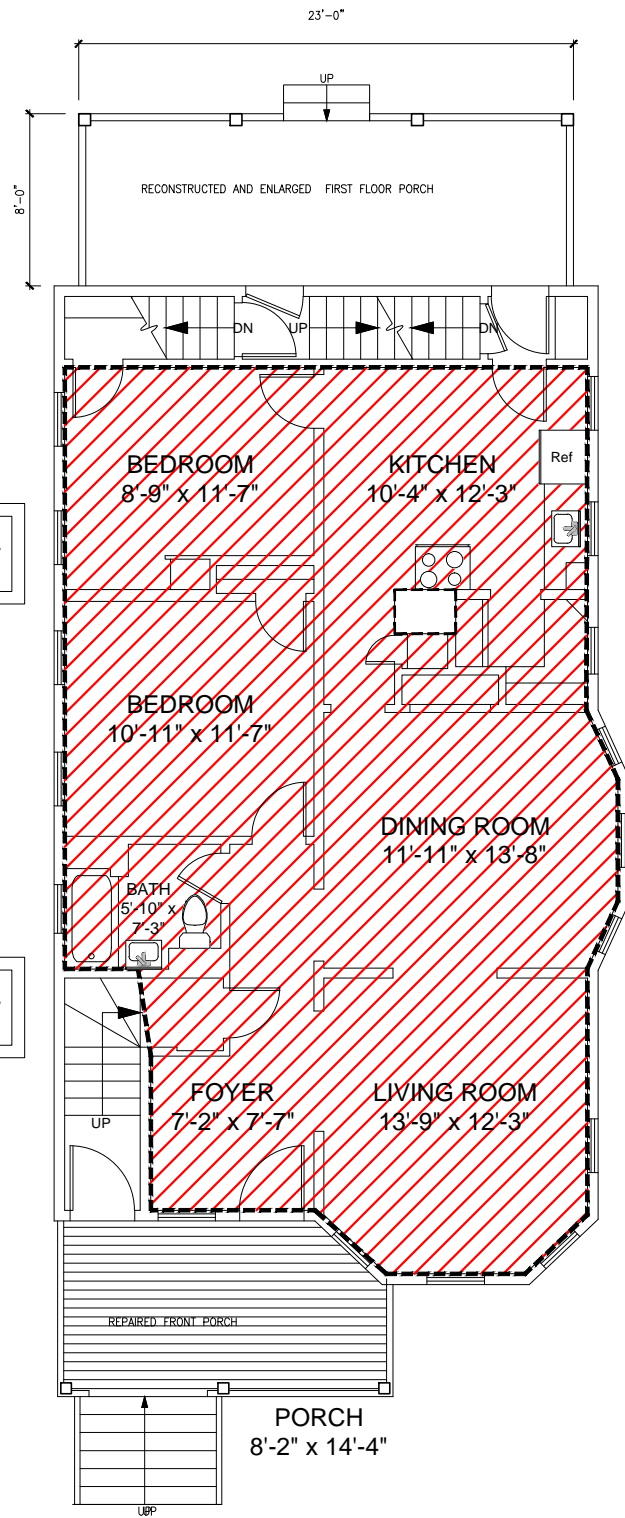 23'-0"
UP
8'-0"
RECONSTRUCTED AND ENLARGED FIRST FLOOR PORCH
DN UP DN
BEDROOM
8'-9" x 11'-7"
KITCHEN
10'-4" x 12'-3"
Ref
BEDROOM
10'-11" x 11'-7"
DINING ROOM
11'-11" x 13'-8"
BATH
5'-10" x
7'-3"
FOYER
7'-2" x 7'-7"
LIVING ROOM
13'-9" x 12'-3"
UP
REPAIRED FRONT PORCH
PORCH
8'-2" x 14'-4"